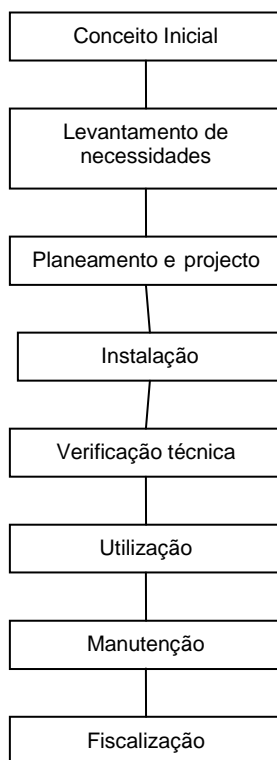 Conceito Inicial
Levantamento de
necessidades
Planeamento e projecto
Instalação
Verificação técnica
Utilização
Manutenção
Fiscalização